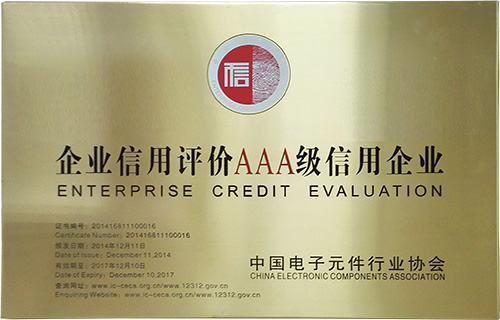 信
企业信用评价AAA级信用企业
ENTERPRISE CREDIT EVALUATION
证书编号：201416811100016
Certificate Number：201416811100016
颁发日期：2014年12月11日
Date of Issue：December 11,2014
有效期至：2017年12月10日
Date of Expiry：December 10,2017
查询网址：www.ic-ceca.org.cn/www.12312.gov.cn
Enquiring Website：www.ic-ceca.org.cn/www.12312.gov.cn
中国电子元件行业协会
CHINA ELECTRONIC COMPONENTS ASSOCIATION